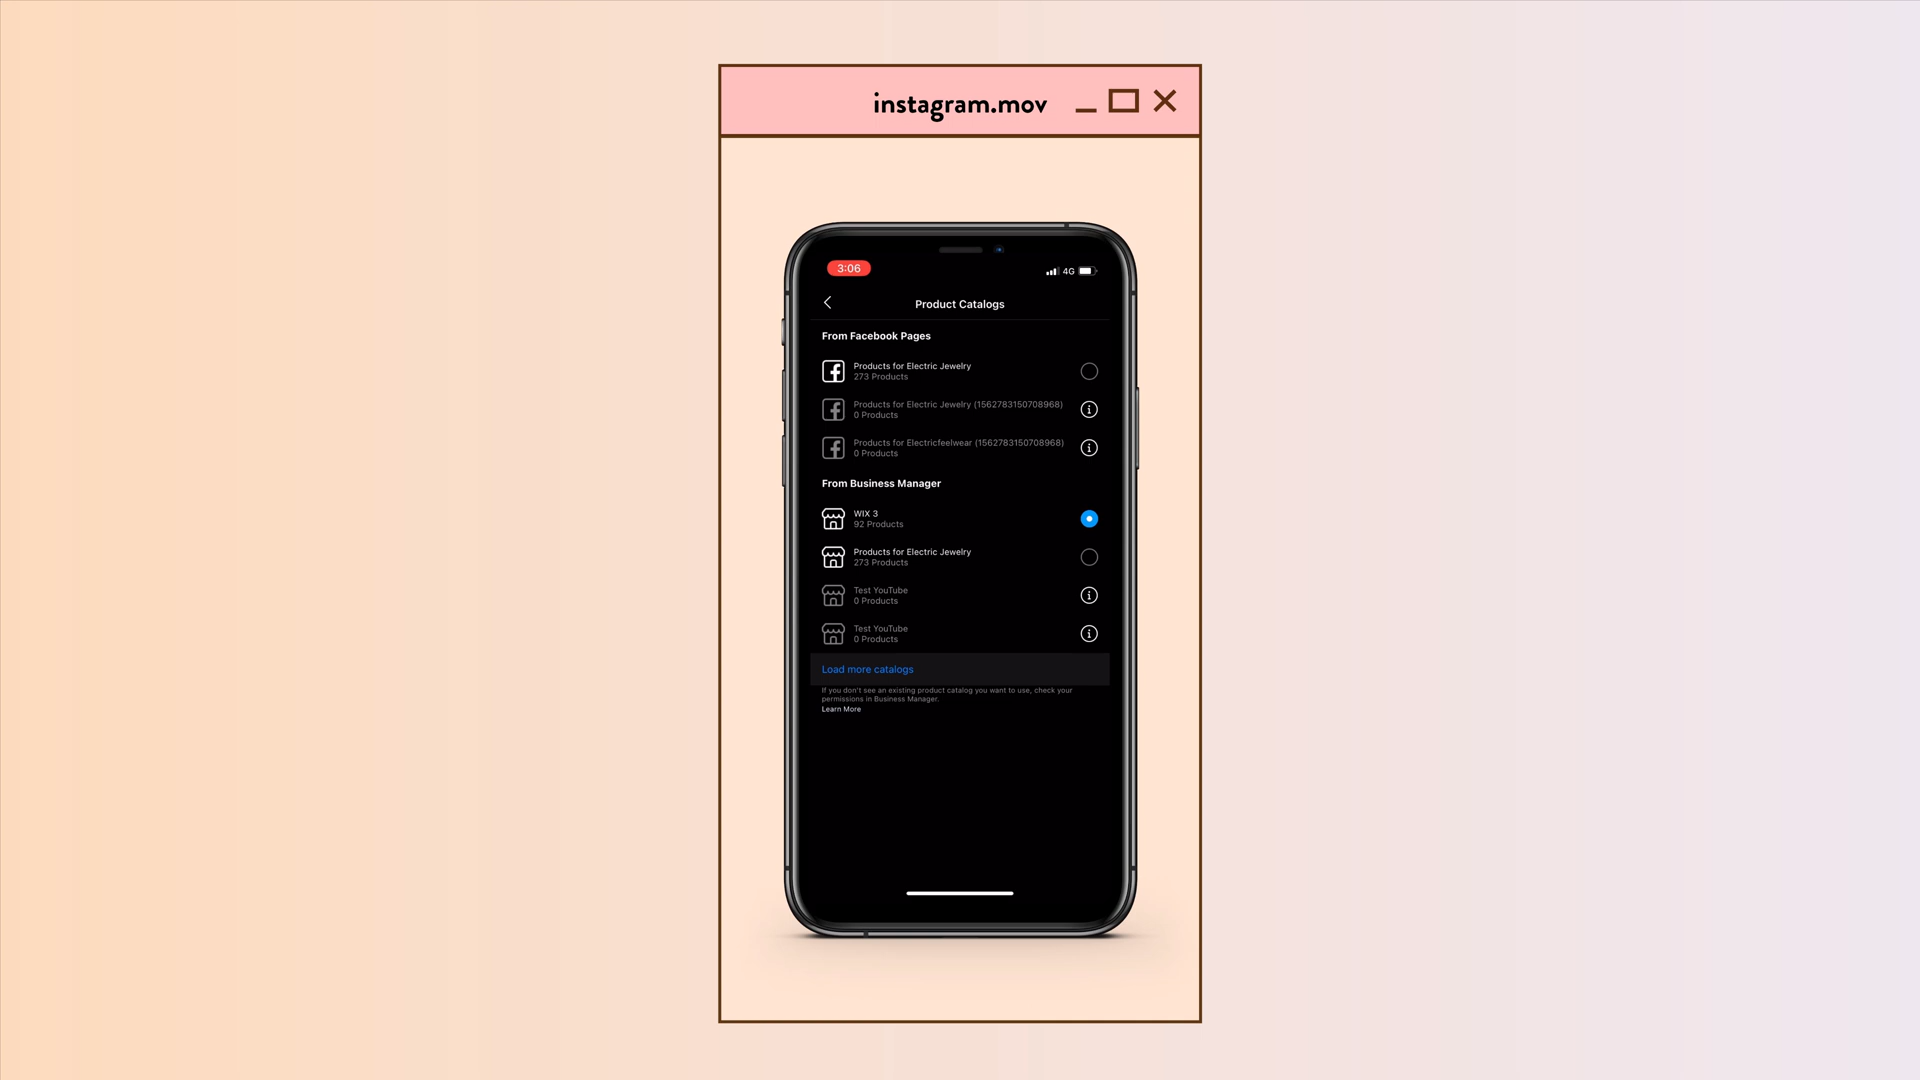 instagram.mov
3:06
4G
Product Catalogs
From Facebook Pages
Products for Electric Jewelry
273 Products
Products for Electric Jewelry (1562783150708968)
0 Products
Products for Electricfeelwear (1562783150708968)
0 Products
From Business Manager
WIX 3
92 Products
Products for Electric Jewelry
273 Products
Test YouTube
0 Products
Test YouTube
0 Products
Load more catalogs
If you don't see an existing product catalog you want to use, check your
permissions in Business Manager.
Learn More